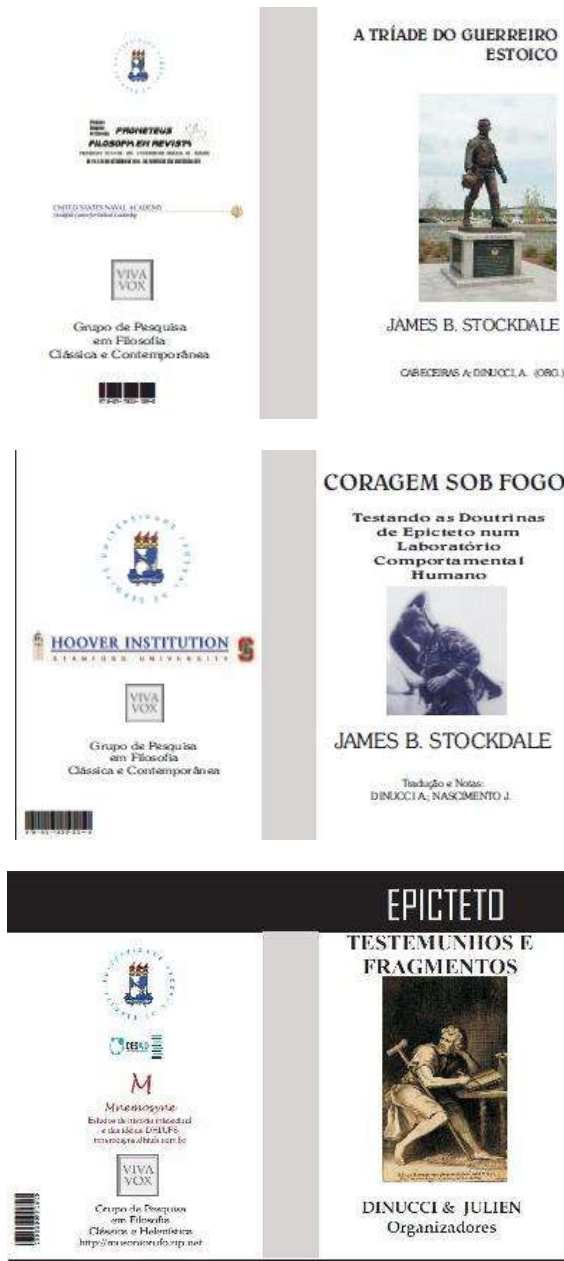 PROMETEUS
FILOSOFIA EM REVISTA
UNITED STATES NAVAL ACADEMY
VIVA
VOX
Grupo de Pesquisa
em Filosofia
Clássica e Contemporânea
A TRÍADE DO GUERREIRO
ESTOICO
JAMES B. STOCKDALE
CABECEIRAS A; DINUCCI, A. (ORG.)
HOOVER INSTITUTION
STANFORD UNIVERSITY
VIVA
VOX
Grupo de Pesquisa
em Filosofia
Clássica e Contemporânea
CORAGEM SOB FOGO
Testando as Doutrinas
de Epicteto num
Laboratório
Comportamental
Humano
JAMES B. STOCKDALE
Tradução e Notas:
DINUCCI A.; NASCIMENTO J.
EPICTETO
M
Mnemosyne
VIVA
VOX
Grupo de Pesquisa
em Filosofia
Clássica e Helenística
TESTEMUNHOS E
FRAGMENTOS
DINUCCI & JULIEN
Organizadores